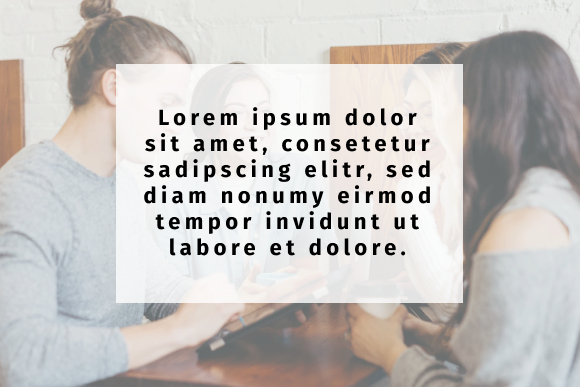 Lorem ipsum dolor
sit amet, consetetur
sadipscing elitr, sed
diam nonumy eirmod
tempor invidunt ut
labore et dolore.